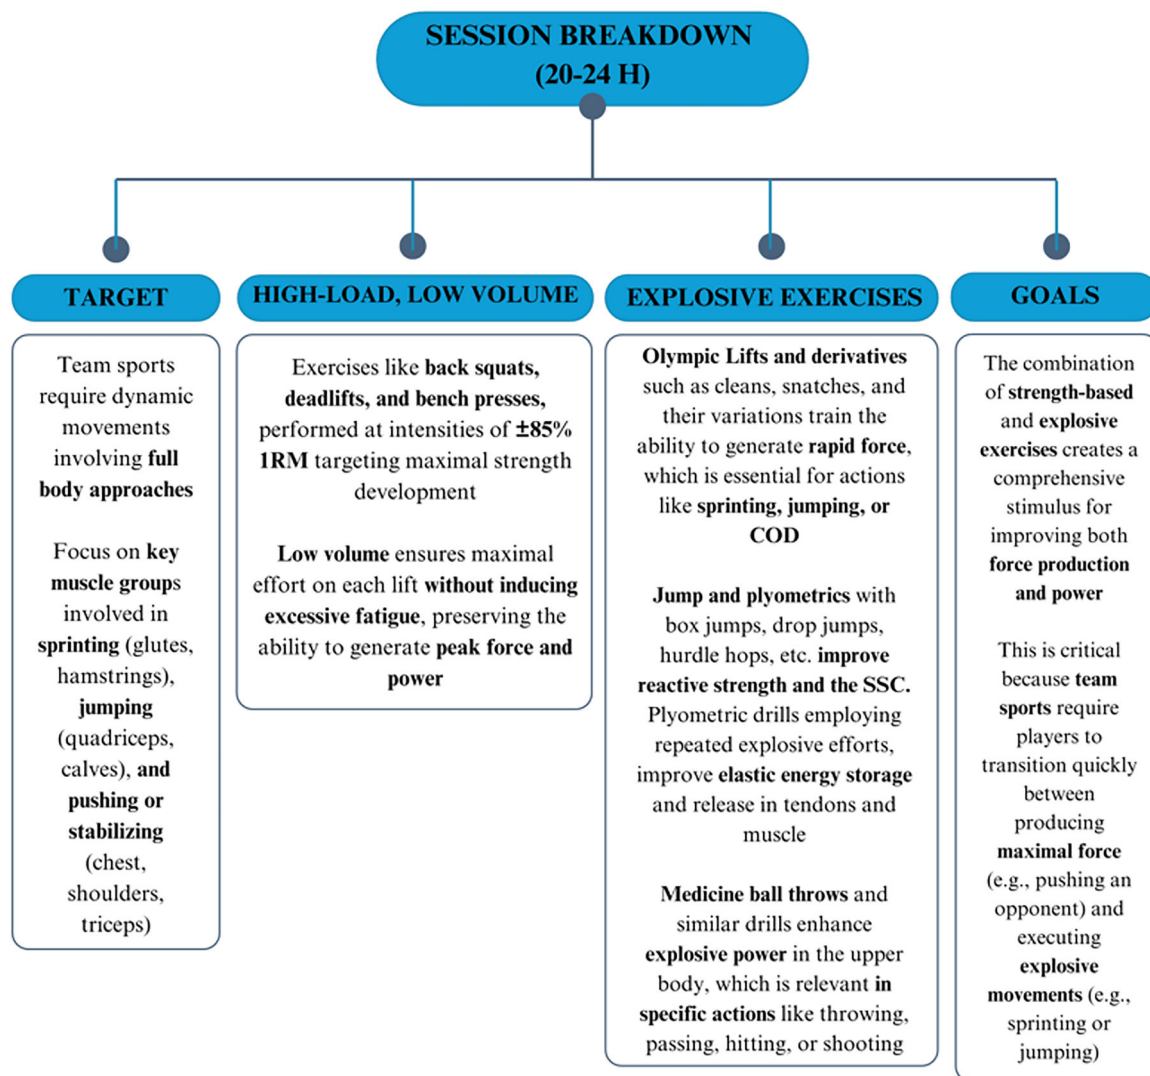 SESSION BREAKDOWN
(20-24 H)
TARGET
Team sports
require dynamic
movements
involving full
body approaches
Focus on key
muscle groups
involved in
sprinting (glutes,
hamstrings),
jumping
(quadriceps,
calves), and
pushing or
stabilizing
(chest,
shoulders,
triceps)
HIGH-LOAD, LOW VOLUME
Exercises like back squats,
deadlifts, and bench presses,
performed at intensities of ±85%
1RM targeting maximal strength
development
Low volume ensures maximal
effort on each lift without inducing
excessive fatigue, preserving the
ability to generate peak force and
power
EXPLOSIVE EXERCISES
Olympic Lifts and derivatives
such as cleans, snatches, and
their variations train the
ability to generate rapid force,
which is essential for actions
like sprinting, jumping, or
COD
Jump and plyometrics with
box jumps, drop jumps,
hurdle hops, etc. improve
reactive strength and the SSC.
Plyometric drills employing
repeated explosive efforts,
improve elastic energy storage
and release in tendons and
muscle
Medicine ball throws and
similar drills enhance
explosive power in the upper
body, which is relevant in
specific actions like throwing,
passing, hitting, or shooting
GOALS
The combination
of strength-based
and explosive
exercises creates a
comprehensive
stimulus for
improving both
force production
and power
This is critical
because team
sports require
players to
transition quickly
between
producing
maximal force
(e.g., pushing an
opponent) and
executing
explosive
movements (e.g.,
sprinting or
jumping)